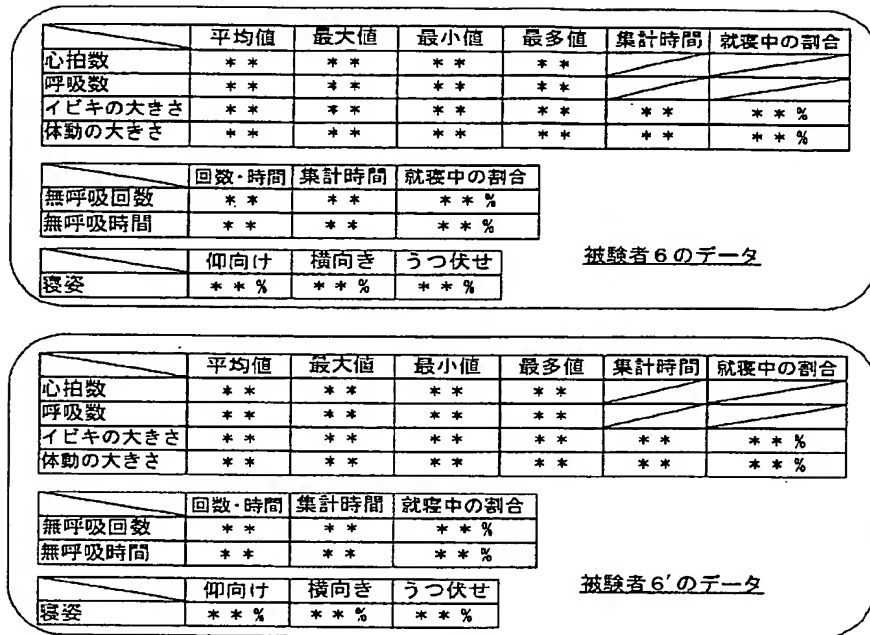 平均値 最大値 最小値 最多値 集計時間 就寝中の割合
心拍数 ** ** ** **
呼吸数 ** ** ** **
イビキの大きさ ** ** ** ** ** **%
体動の大きさ ** ** ** ** ** **%
回数・時間 集計時間 就寝中の割合
無呼吸回数 ** ** **%
無呼吸時間 ** ** **%
被験者6のデータ
仰向け 横向き うつ伏せ
寝姿 **% **% **%
平均値 最大値 最小値 最多値 集計時間 就寝中の割合
心拍数 ** ** ** **
呼吸数 ** ** ** **
イビキの大きさ ** ** ** ** ** **%
体動の大きさ ** ** ** ** ** **%
回数・時間 集計時間 就寝中の割合
無呼吸回数 ** ** **%
無呼吸時間 ** ** **%
被験者6'のデータ
仰向け 横向き うつ伏せ
寝姿 **% **% **%